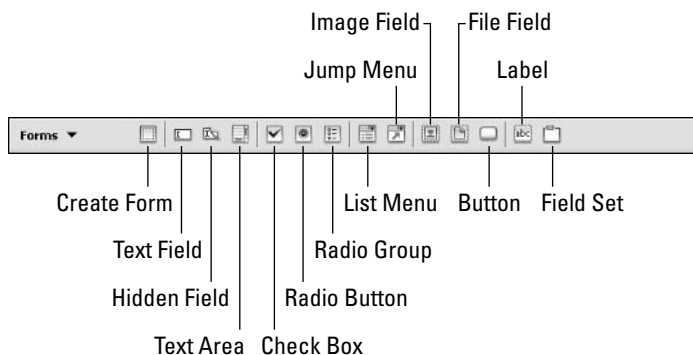 Image Field File Field
Jump Menu Label
Forms
abc
Create Form List Menu Button Field Set
Text Field Radio Group
Hidden Field Radio Button
Text Area Check Box